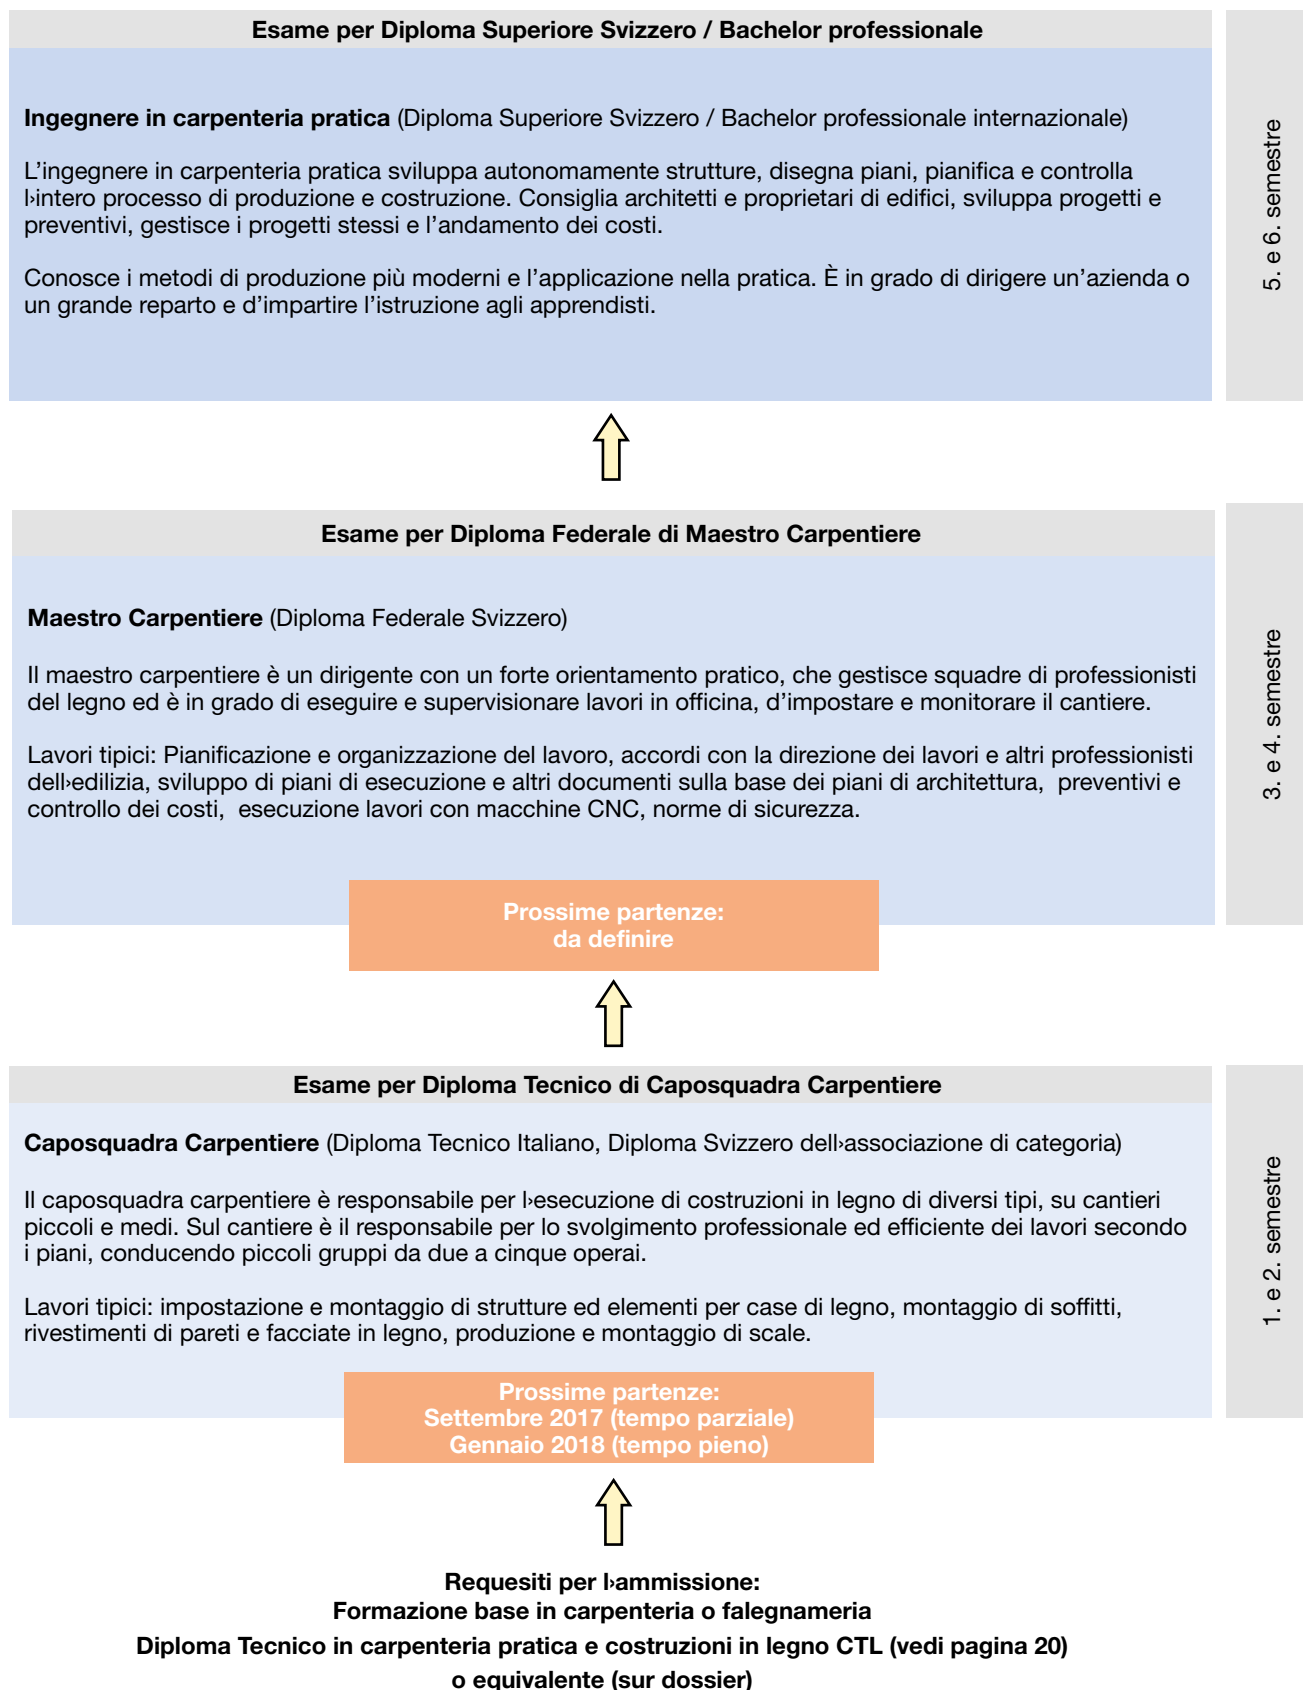 Esame per Diploma Superiore Svizzero / Bachelor professionale
Ingegnere in carpenteria pratica (Diploma Superiore Svizzero / Bachelor professionale internazionale)
L’ingegnere in carpenteria pratica sviluppa autonomamente strutture, disegna piani, pianifica e controlla
l›intero processo di produzione e costruzione. Consiglia architetti e proprietari di edifici, sviluppa progetti e
preventivi, gestisce i progetti stessi e l’andamento dei costi.
Conosce i metodi di produzione più moderni e l’applicazione nella pratica. È in grado di dirigere un’azienda o
un grande reparto e d’impartire l’istruzione agli apprendisti.
5. e 6. semestre
Esame per Diploma Federale di Maestro Carpentiere
Maestro Carpentiere (Diploma Federale Svizzero)
Il maestro carpentiere è un dirigente con un forte orientamento pratico, che gestisce squadre di professionisti
del legno ed è in grado di eseguire e supervisionare lavori in officina, d’impostare e monitorare il cantiere.
Lavori tipici: Pianificazione e organizzazione del lavoro, accordi con la direzione dei lavori e altri professionisti
dell›edilizia, sviluppo di piani di esecuzione e altri documenti sulla base dei piani di architettura,  preventivi e
controllo dei costi,  esecuzione lavori con macchine CNC, norme di sicurezza.
Prossime partenze:
da definire
3. e 4. semestre
Esame per Diploma Tecnico di Caposquadra Carpentiere
Caposquadra Carpentiere (Diploma Tecnico Italiano, Diploma Svizzero dell›associazione di categoria)
Il caposquadra carpentiere è responsabile per l›esecuzione di costruzioni in legno di diversi tipi, su cantieri
piccoli e medi. Sul cantiere è il responsabile per lo svolgimento professionale ed efficiente dei lavori secondo
i piani, conducendo piccoli gruppi da due a cinque operai.
Lavori tipici: impostazione e montaggio di strutture ed elementi per case di legno, montaggio di soffitti,
rivestimenti di pareti e facciate in legno, produzione e montaggio di scale.
Prossime partenze:
Settembre 2017 (tempo parziale)
Gennaio 2018 (tempo pieno)
1. e 2. semestre
Requesiti per l›ammissione:
Formazione base in carpenteria o falegnameria
Diploma Tecnico in carpenteria pratica e costruzioni in legno CTL (vedi pagina 20)
o equivalente (sur dossier)